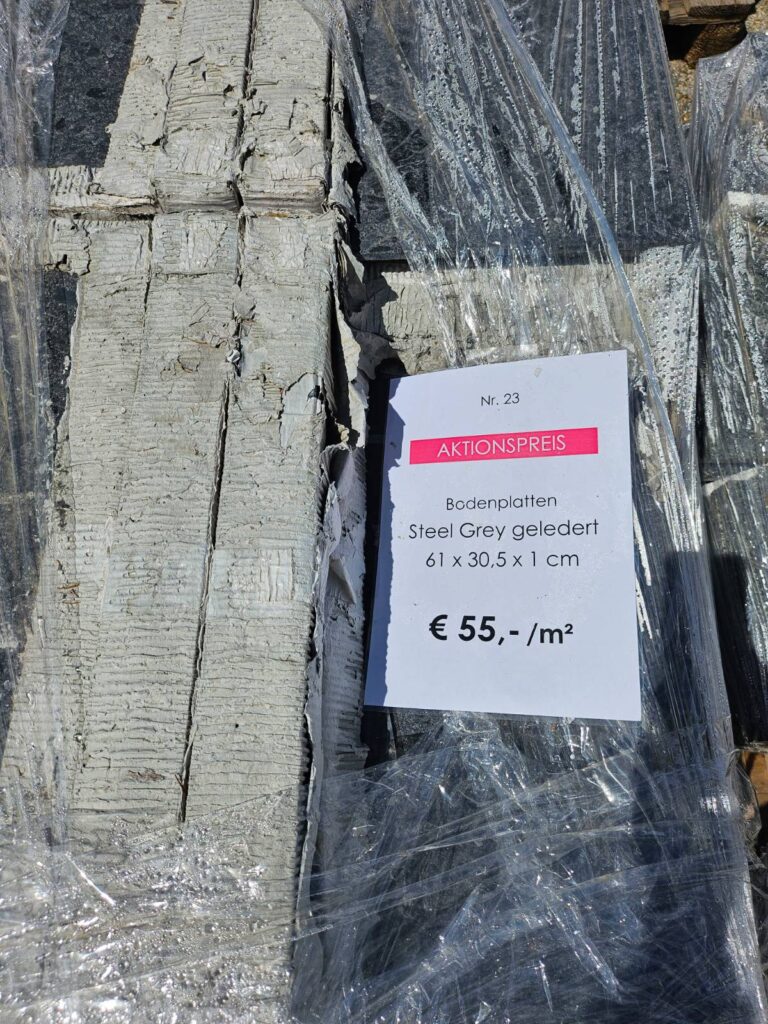 Nr. 23
AKTIONSPREIS
Bodenplatten
Steel Grey geledert
61 x 30,5 x 1 cm
€ 55,- /m²